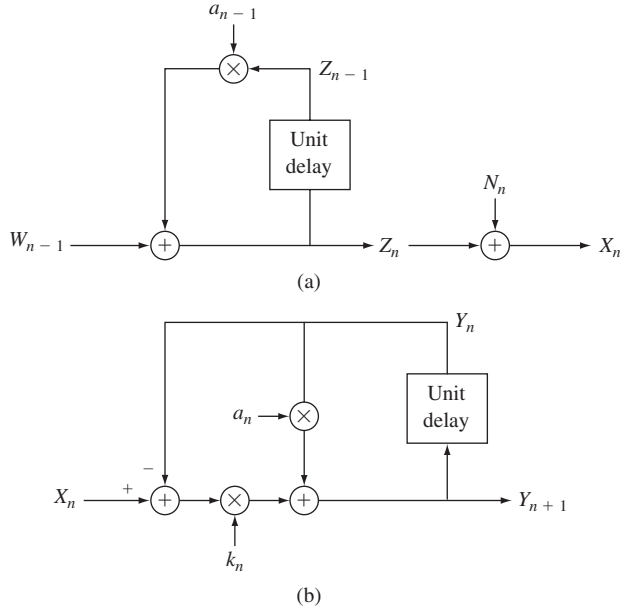 a_{n – 1}
×
Z_{n – 1}
Unit
delay
N_n
W_{n – 1}
+
Z_n
+
X_n
(a)
Y_n
Unit
delay
a_n
×
–
+
X_n
+
×
+
Y_{n + 1}
k_n
(b)